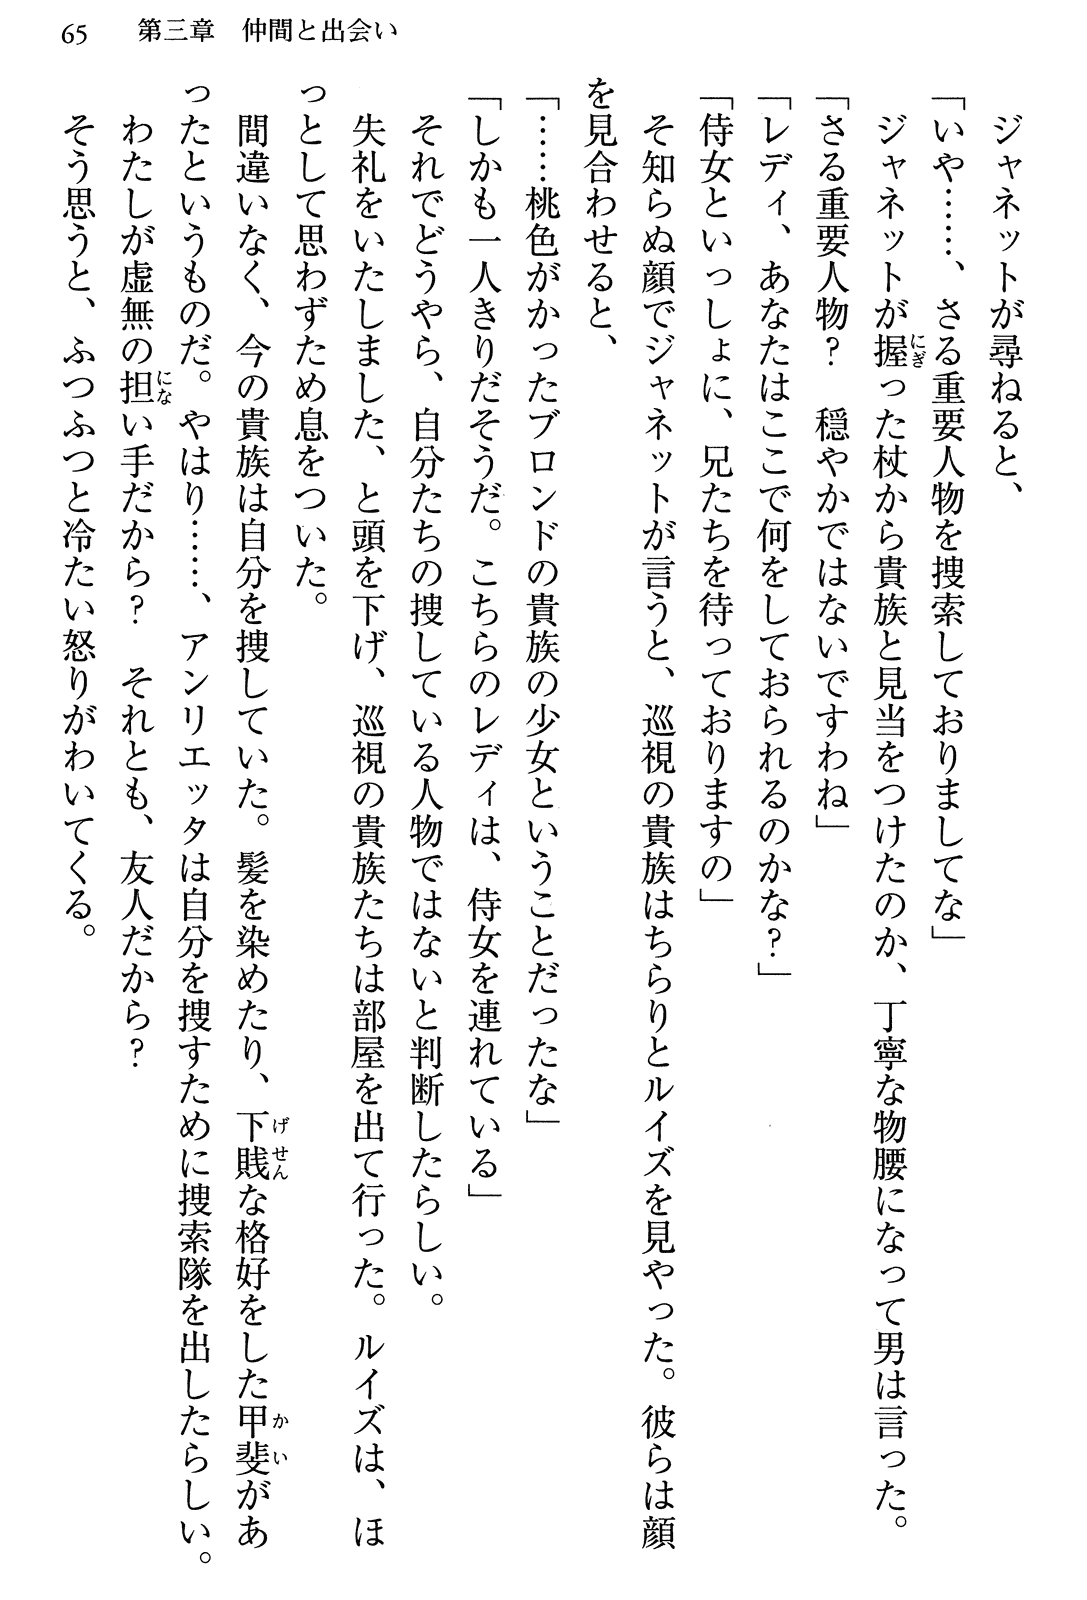 65　第三章　仲間と出会い
　ジャネットが尋ねると、
「いや……、さる重要人物を捜索しておりましてな」
　ジャネットが握った杖から貴族と見当をつけたのか、丁寧な物腰になって男は言った。
「さる重要人物？　穏やかではないですわね」
「レディ、あなたはここで何をしておられるのかな？」
「侍女といっしょに、兄たちを待っておりますの」
　そ知らぬ顔でジャネットが言うと、巡視の貴族はちらりとルイズを見やった。彼らは顔
を見合わせると、
「……桃色がかったブロンドの貴族の少女ということだったな」
「しかも一人きりだそうだ。こちらのレディは、侍女を連れている」
　それでどうやら、自分たちの捜している人物ではないと判断したらしい。
　失礼をいたしました、と頭を下げ、巡視の貴族たちは部屋を出て行った。ルイズは、ほ
っとして思わずため息をついた。
　間違いなく、今の貴族は自分を捜していた。髪を染めたり、下賎な格好をした甲斐があ
ったというものだ。やはり……、アンリエッタは自分を捜すために捜索隊を出したらしい。
　わたしが虚無の担い手だから？　それとも、友人だから？
　そう思うと、ふつふつと冷たい怒りがわいてくる。
にぎ
げせん
かい
にな